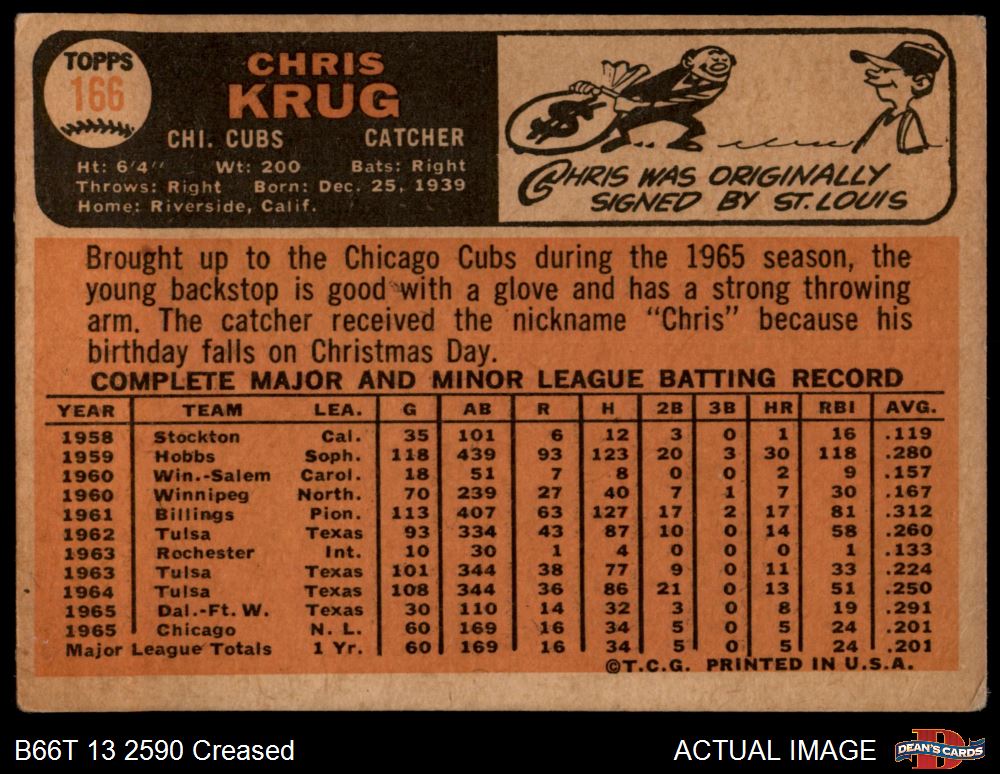 TOPPS
166
CHRIS
KRUG
CHI. CUBS CATCHER
Ht: 6'4" Wt: 200 Bats: Right
Throws: Right Born: Dec. 25, 1939
Home: Riverside, Calif.
$
CHRIS WAS ORIGINALLY
SIGNED BY ST. LOUIS
Brought up to the Chicago Cubs during the 1965 season, the
young backstop is good with a glove and has a strong throwing
arm. The catcher received the nickname "Chris" because his
birthday falls on Christmas Day.
COMPLETE MAJOR AND MINOR LEAGUE BATTING RECORD
YEAR TEAM LEA. G AB R H 2B 3B HR RBI AVG.
1958 Stockton Cal. 35 101 6 12 3 0 1 16 .119
1959 Hobbs Soph. 118 439 93 123 20 3 30 118 .280
1960 Win.-Salem Carol. 18 51 7 8 0 0 2 9 .157
1960 Winnipeg North. 70 239 27 40 7 1 7 30 .167
1961 Billings Pion. 113 407 63 127 17 2 17 81 .312
1962 Tulsa Texas 93 334 43 87 10 0 14 58 .260
1963 Rochester Int. 10 30 1 4 0 0 0 1 .133
1963 Tulsa Texas 101 344 38 77 9 0 11 33 .224
1964 Tulsa Texas 108 344 36 86 21 0 13 51 .250
1965 Dal.-Ft. W. Texas 30 110 14 32 3 0 8 19 .291
1965 Chicago N. L. 60 169 16 34 5 0 5 24 .201
Major League Totals 1 Yr. 60 169 16 34 5 0 5 24 .201
©T.C.G. PRINTED IN U.S.A.
B66T 13 2590 Creased ACTUAL IMAGE
D
DEAN'S CARDS